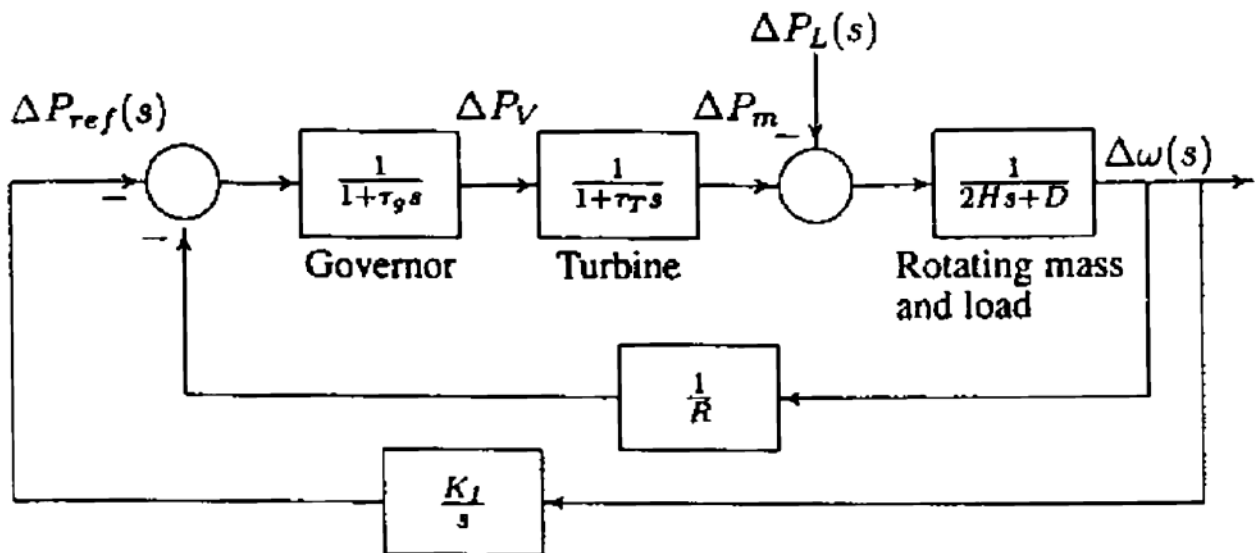 ΔP_L(s)
ΔP_ref(s)
ΔP_V
ΔP_m
Δω(s)
−
−
−
1/(1+τ_g s)
1/(1+τ_T s)
1/(2Hs+D)
Governor
Turbine
Rotating mass
and load
1/R
K_I/s